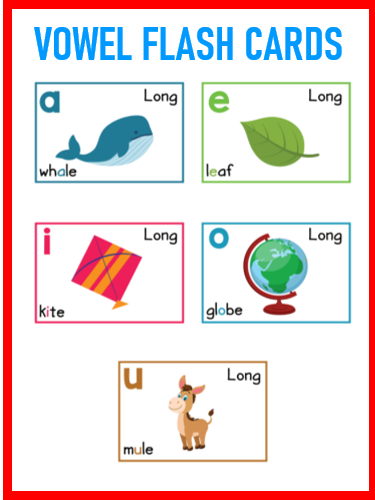 VOWEL FLASH CARDS
a Long
whale
e Long
leaf
i Long
kite
o Long
globe
u Long
mule